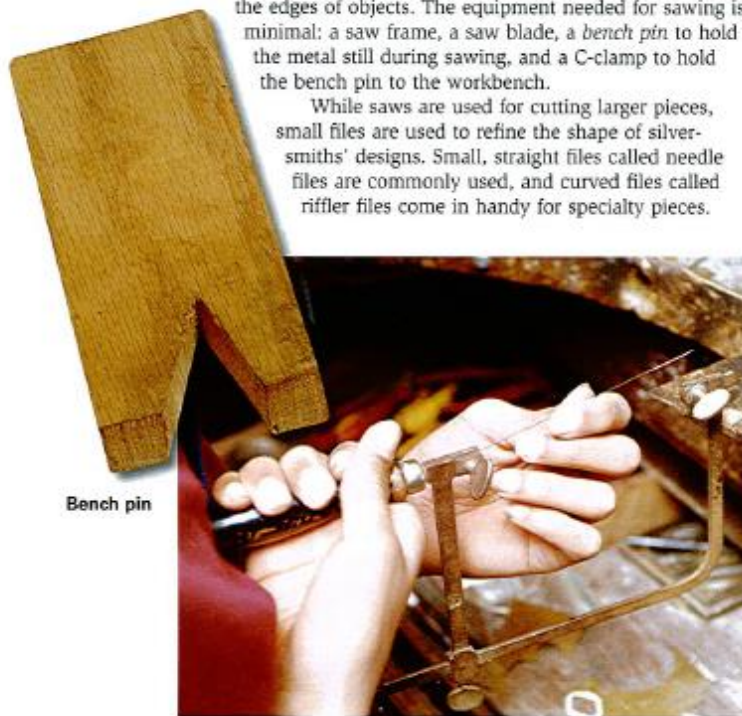 the edges of objects. The equipment needed for sawing is
minimal: a saw frame, a saw blade, a bench pin to hold
the metal still during sawing, and a C-clamp to hold
the bench pin to the workbench.
While saws are used for cutting larger pieces,
small files are used to refine the shape of silver-
smiths' designs. Small, straight files called needle
files are commonly used, and curved files called
riffler files come in handy for specialty pieces.
Bench pin